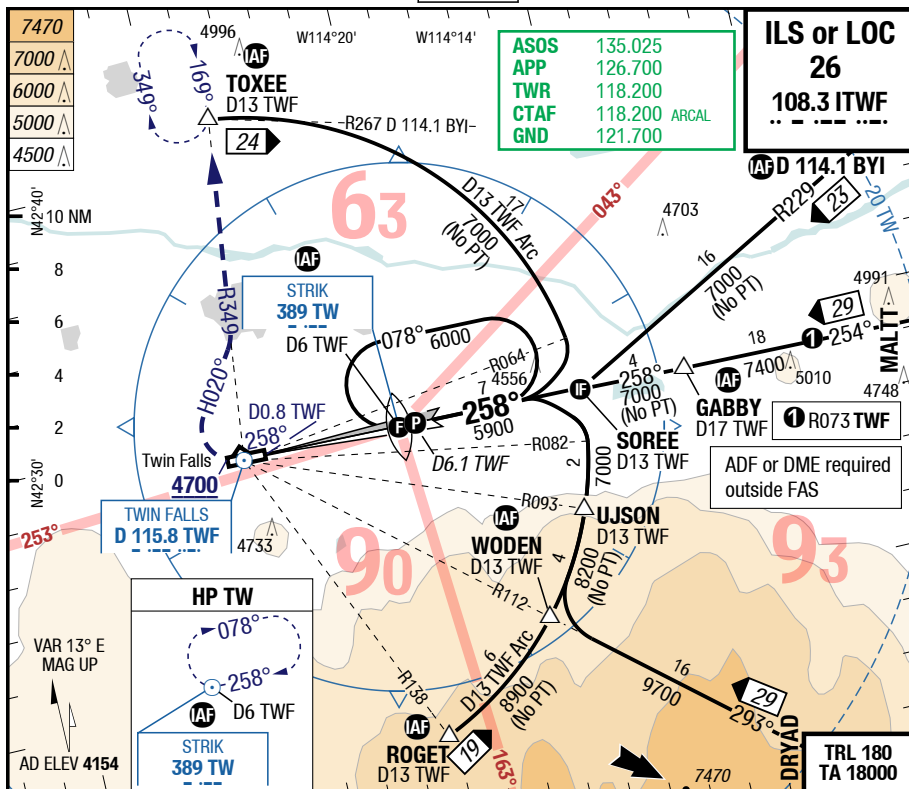 7470
7000
6000
5000
4500
4996
IAF
TOXEE
D13 TWF
W114°20'
W114°14'
ASOS 135.025
APP 126.700
TWR 118.200
CTAF 118.200 ARCAL
GND 121.700
ILS or LOC
26
108.3 ITWF
349°
169°
24
R267 D 114.1 BYI
IAF D 114.1 BYI
R229
23
20 TW
N42°40'
10 NM
8
6
4
2
0
N42°30'
63
17
D13 TWF Arc
7000
(No PT)
043°
4703
16
7000
(No PT)
4991
29
MALTT
R349
IAF
STRIK
389 TW
D6 TWF
078°
6000
R064
7
4556
258°
5900
IF
4
258°
7000
(No PT)
18
7400
1
254°
5010
4748
H020°
D0.8 TWF
258°
F
P
D6.1 TWF
SOREE
D13 TWF
IAF
GABBY
D17 TWF
1 R073 TWF
ADF or DME required
outside FAS
Twin Falls
4700
TWIN FALLS
D 115.8 TWF
253°
4733
R082
2
7000
R093
UJSON
D13 TWF
IAF
WODEN
D13 TWF
90
93
4
8200
(No PT)
R112
HP TW
078°
258°
D6 TWF
IAF
STRIK
389 TW
VAR 13° E
MAG UP
AD ELEV 4154
R138
6
D13 TWF Arc
8900
(No PT)
16
9700
29
293°
DRYAD
IAF
ROGET
D13 TWF
19
163°
7470
TRL 180
TA 18000